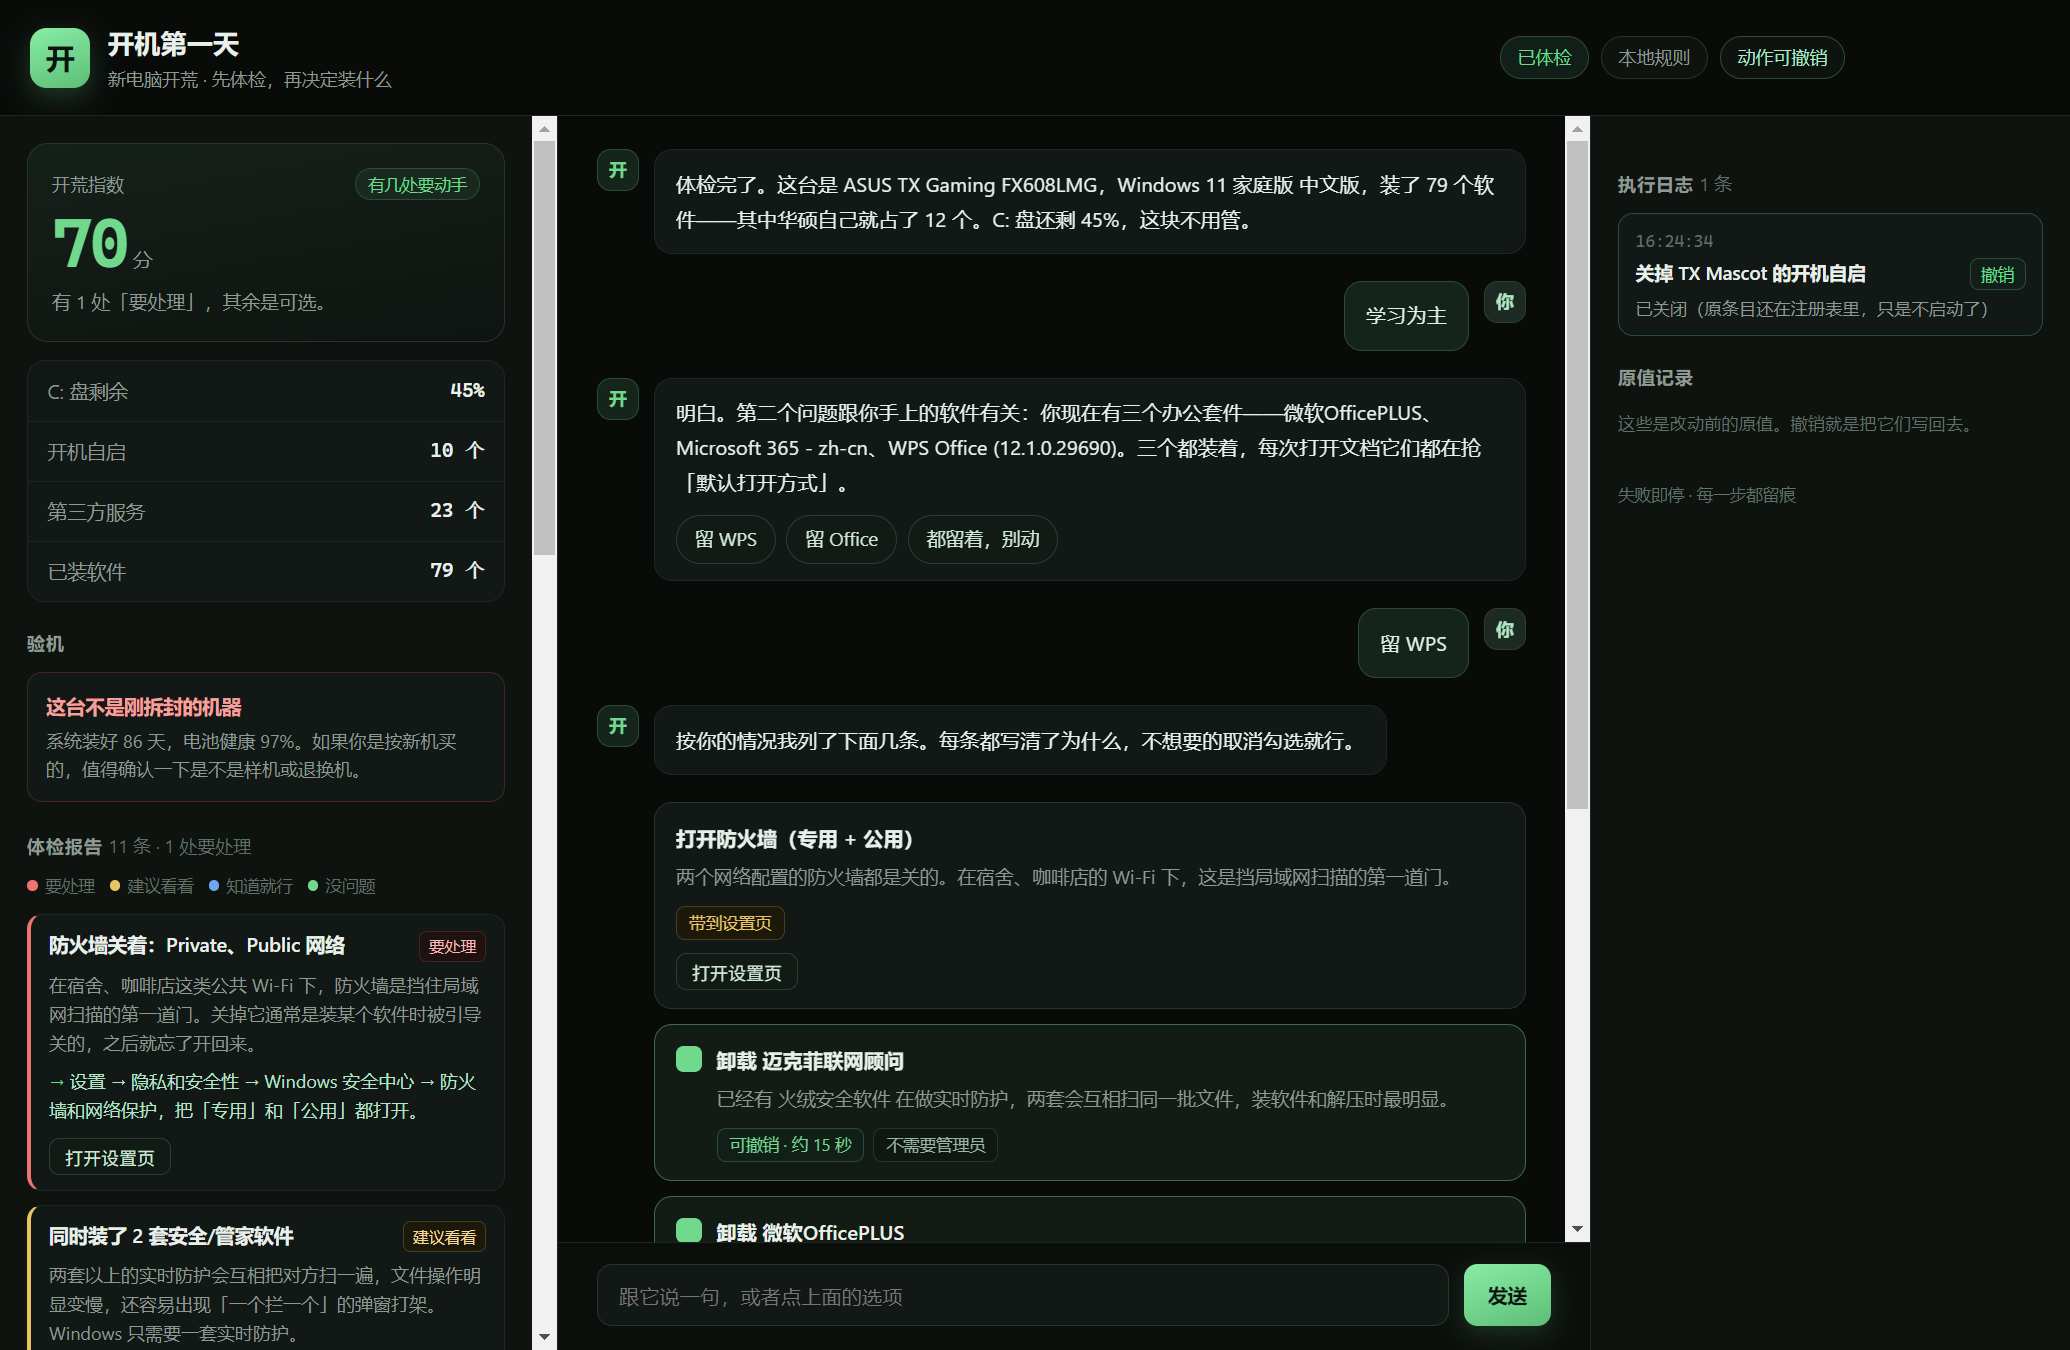 开
开机第一天
新电脑开荒 · 先体检，再决定装什么
已体检
本地规则
动作可撤销
开荒指数
有几处要动手
70 分
有 1 处「要处理」，其余是可选。
C: 盘剩余
45%
开机自启
10 个
第三方服务
23 个
已装软件
79 个
验机
这台不是刚拆封的机器
系统装好 86 天，电池健康 97%。如果你是按新机买
的，值得确认一下是不是样机或退换机。
体检报告 11 条 · 1 处要处理
要处理
建议看看
知道就行
没问题
防火墙关着：Private、Public 网络
要处理
在宿舍、咖啡店这类公共 Wi-Fi 下，防火墙是挡住局域
网扫描的第一道门。关掉它通常是装某个软件时被引导
关的，之后就忘了开回来。
→ 设置 → 隐私和安全性 → Windows 安全中心 → 防火
墙和网络保护，把「专用」和「公用」都打开。
打开设置页
同时装了 2 套安全/管家软件
建议看看
两套以上的实时防护会互相把对方扫一遍，文件操作明
显变慢，还容易出现「一个拦一个」的弹窗打架。
Windows 只需要一套实时防护。
开
体检完了。这台是 ASUS TX Gaming FX608LMG，Windows 11 家庭版 中文版，装了 79 个软
件——其中华硕自己就占了 12 个。C: 盘还剩 45%，这块不用管。
学习为主
你
开
明白。第二个问题跟你手上的软件有关：你现在有三个办公套件——微软OfficePLUS、
Microsoft 365 - zh-cn、WPS Office (12.1.0.29690)。三个都装着，每次打开文档它们都在抢
「默认打开方式」。
留 WPS
留 Office
都留着，别动
留 WPS
你
开
按你的情况我列了下面几条。每条都写清了为什么，不想要的取消勾选就行。
打开防火墙（专用 + 公用）
两个网络配置的防火墙都是关的。在宿舍、咖啡店的 Wi-Fi 下，这是挡局域网扫描的第一道门。
带到设置页
打开设置页
卸载 迈克菲联网顾问
已经有 火绒安全软件 在做实时防护，两套会互相扫同一批文件，装软件和解压时最明显。
可撤销 · 约 15 秒
不需要管理员
卸载 微软OfficePLUS
跟它说一句，或者点上面的选项
发送
执行日志 1 条
16:24:34
关掉 TX Mascot 的开机自启
撤销
已关闭（原条目还在注册表里，只是不启动了）
原值记录
这些是改动前的原值。撤销就是把它们写回去。
失败即停 · 每一步都留痕